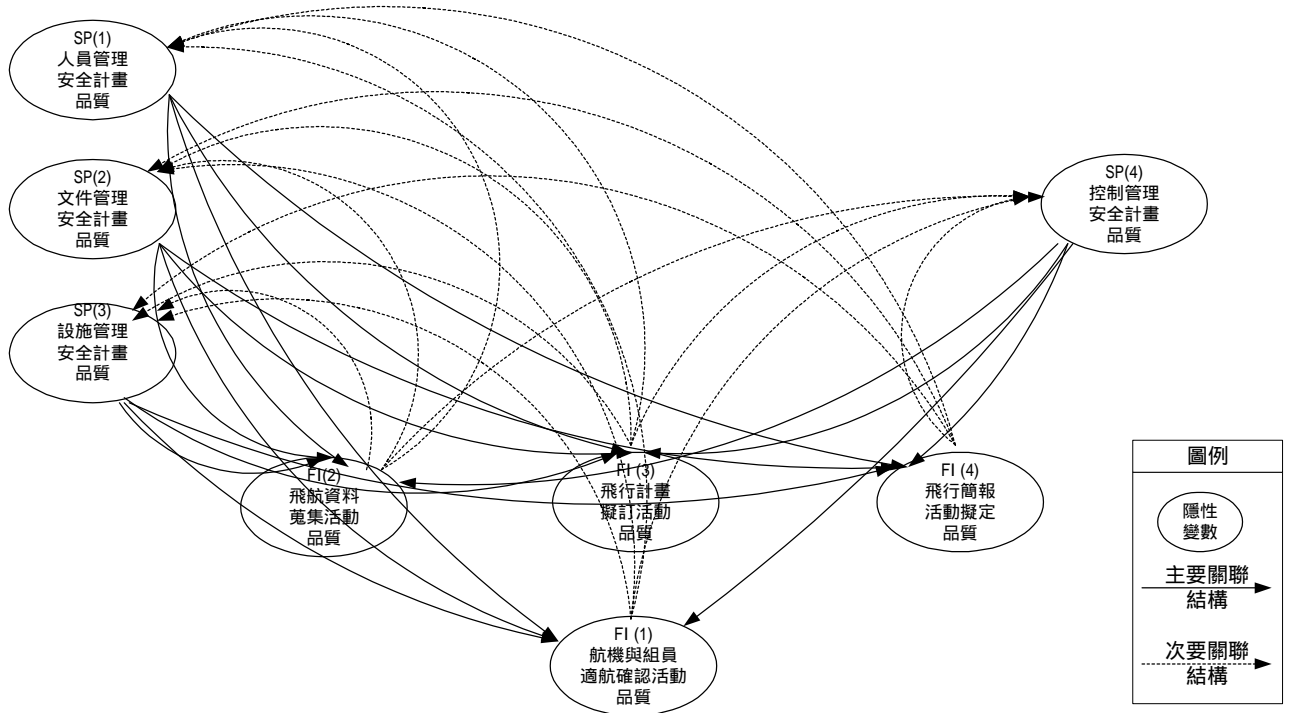 SP(1)
人員管理
安全計畫
品質
SP(2)
文件管理
安全計畫
品質
SP(3)
設施管理
安全計畫
品質
SP(4)
控制管理
安全計畫
品質
FI(2)
飛航資料
蒐集活動
品質
FI (3)
飛行計畫
擬訂活動
品質
FI (4)
飛行簡報
活動擬定
品質
FI (1)
航機與組員
適航確認活動
品質
圖例
隱性
變數
主要關聯
結構
次要關聯
結構